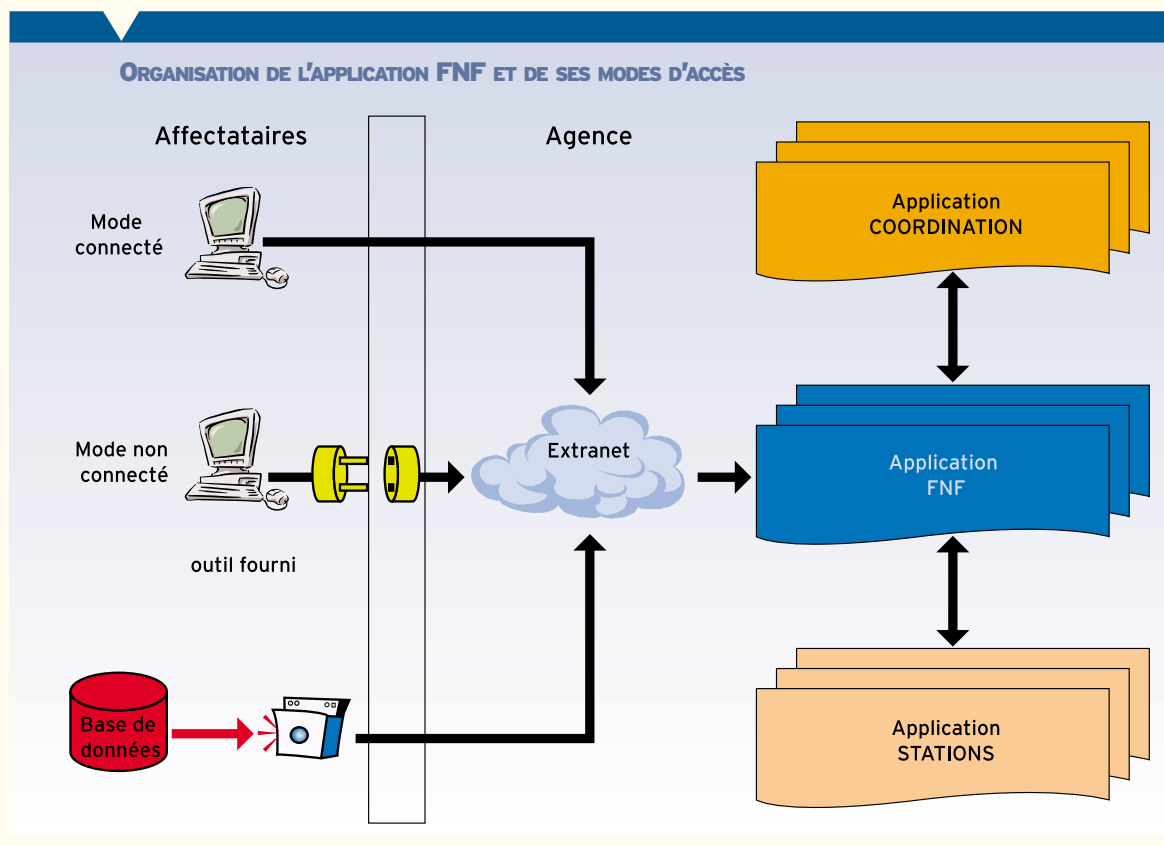 ORGANISATION DE L'APPLICATION FNF ET DE SES MODES D'ACCÈS
Affectataires
Agence
Mode
connecté
Application
COORDINATION
Mode non
connecté
Extranet
Application
FNF
outil fourni
Base de
données
Application
STATIONS